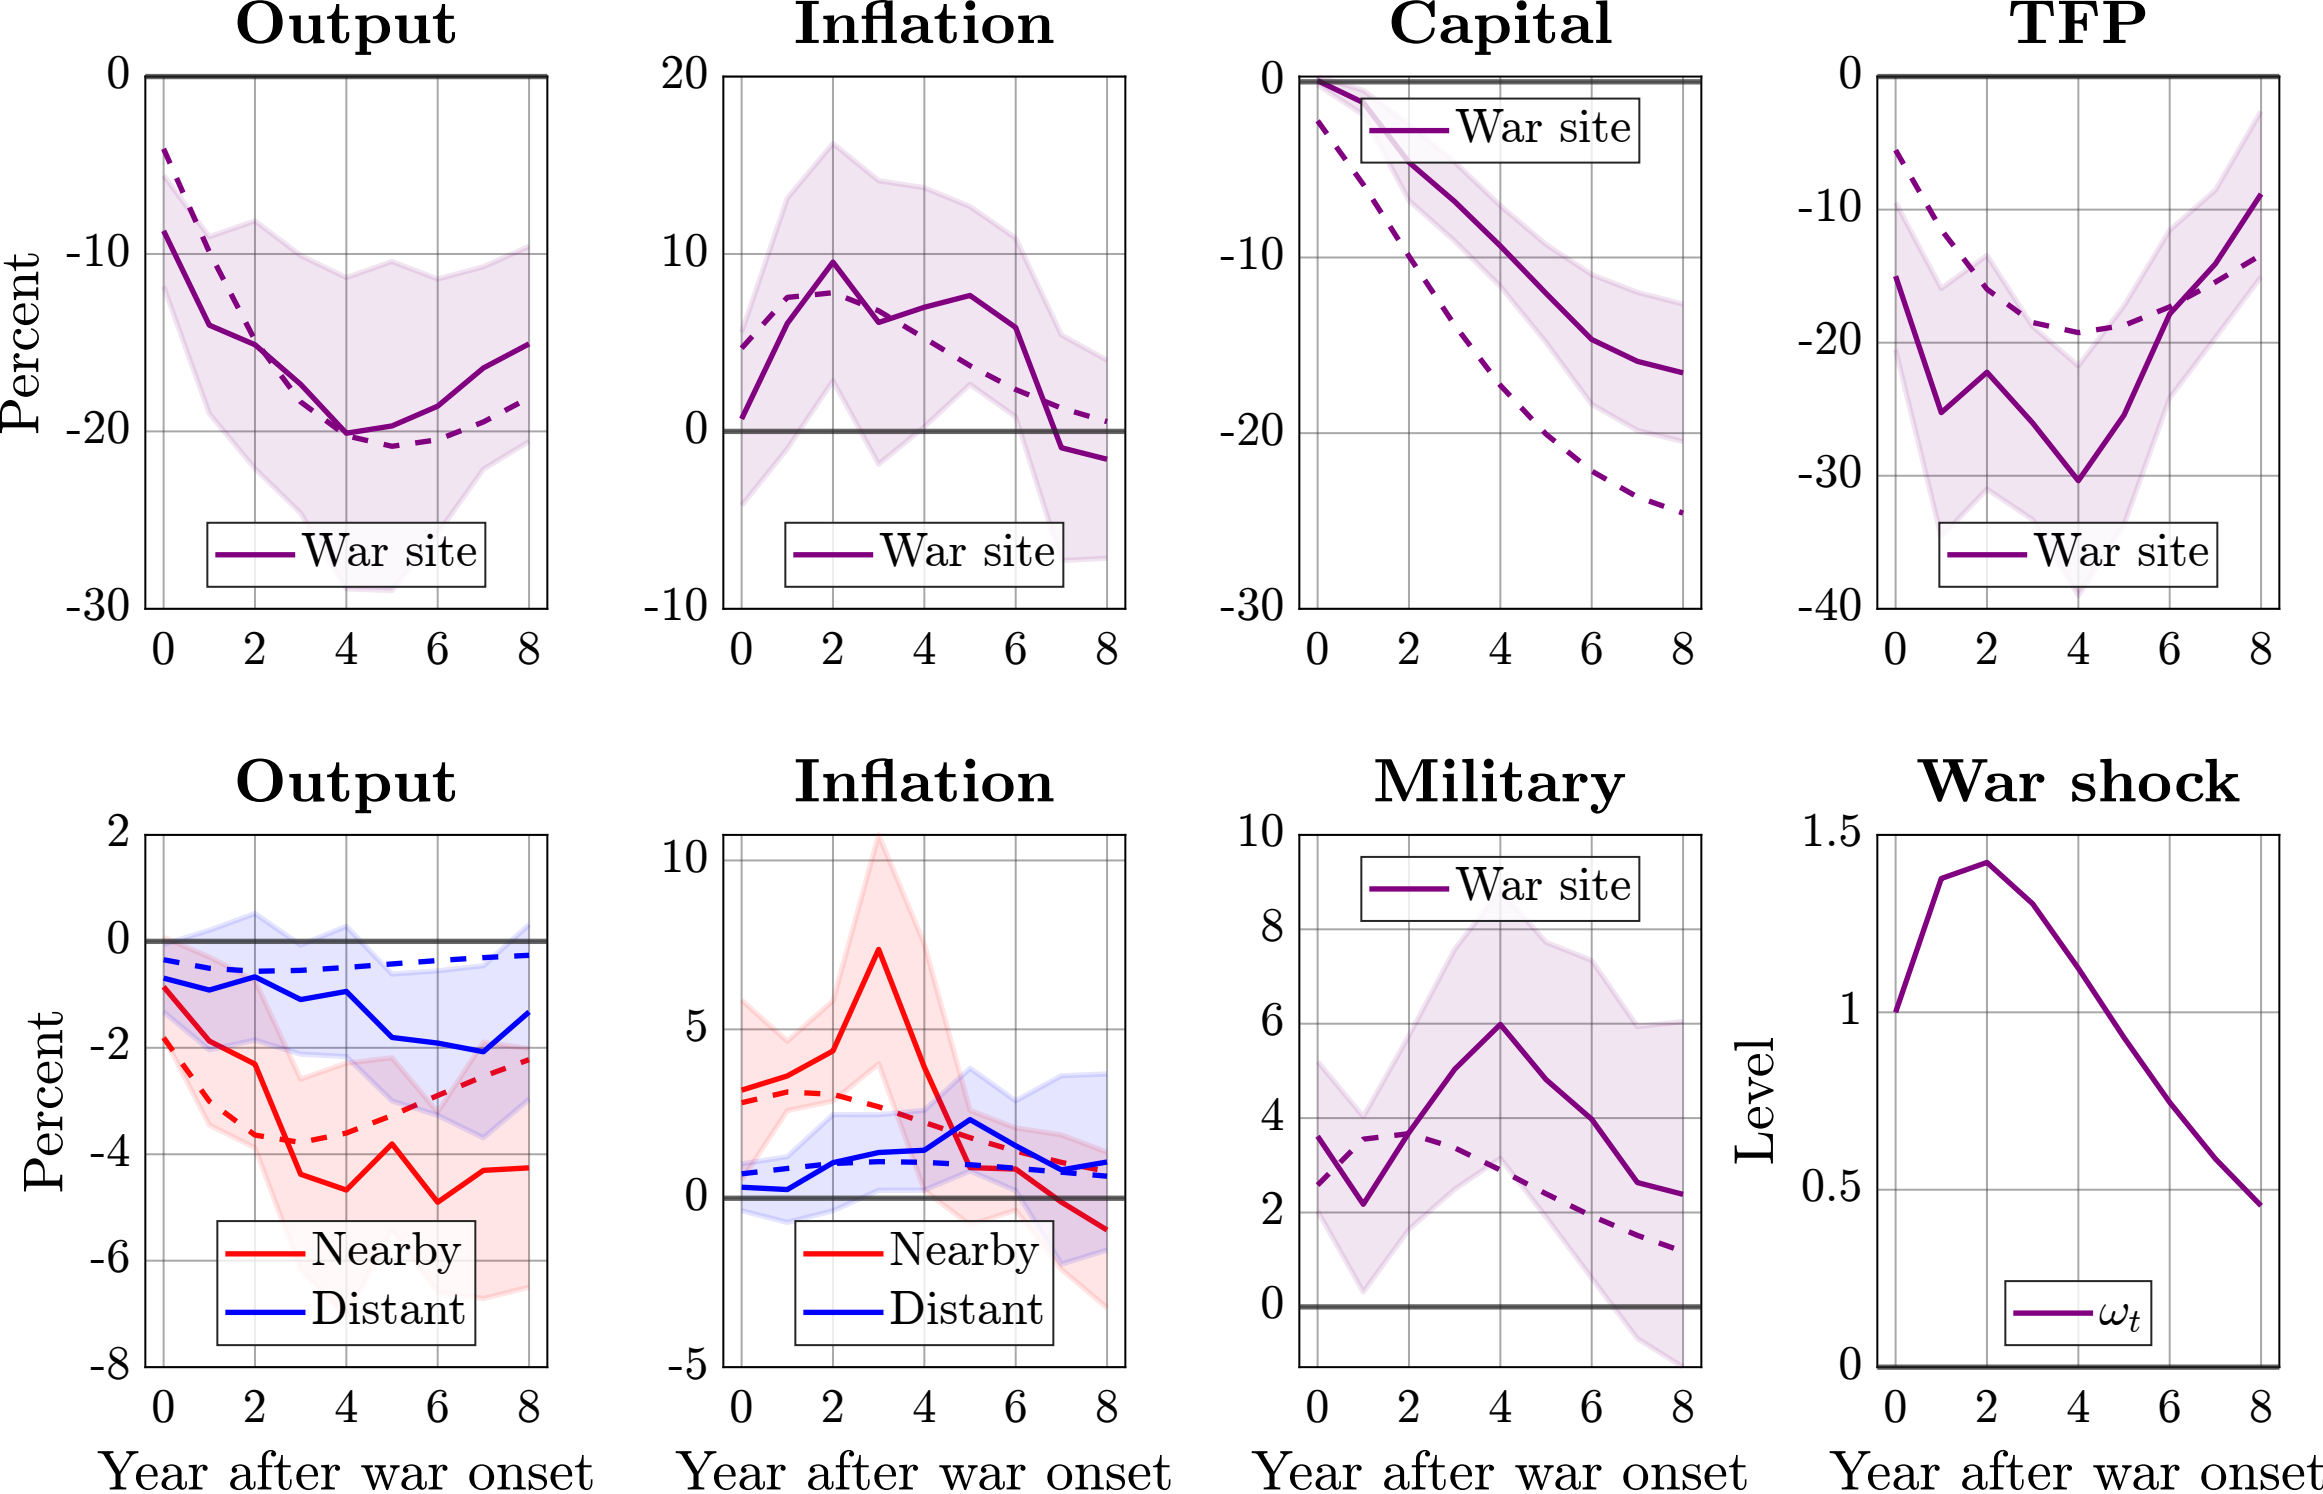 Output
Inflation
Capital
TFP
Percent
0
-10
-20
-30
0 2 4 6 8
War site
20
10
0
-10
0 2 4 6 8
War site
0
-10
-20
-30
0 2 4 6 8
War site
0
-10
-20
-30
-40
0 2 4 6 8
War site
Output
Inflation
Military
War shock
Percent
2
0
-2
-4
-6
-8
0 2 4 6 8
Nearby
Distant
Year after war onset
10
5
0
-5
0 2 4 6 8
Nearby
Distant
Year after war onset
10
8
6
4
2
0
0 2 4 6 8
War site
Year after war onset
Level
1.5
1
0.5
0
0 2 4 6 8
ωt
Year after war onset